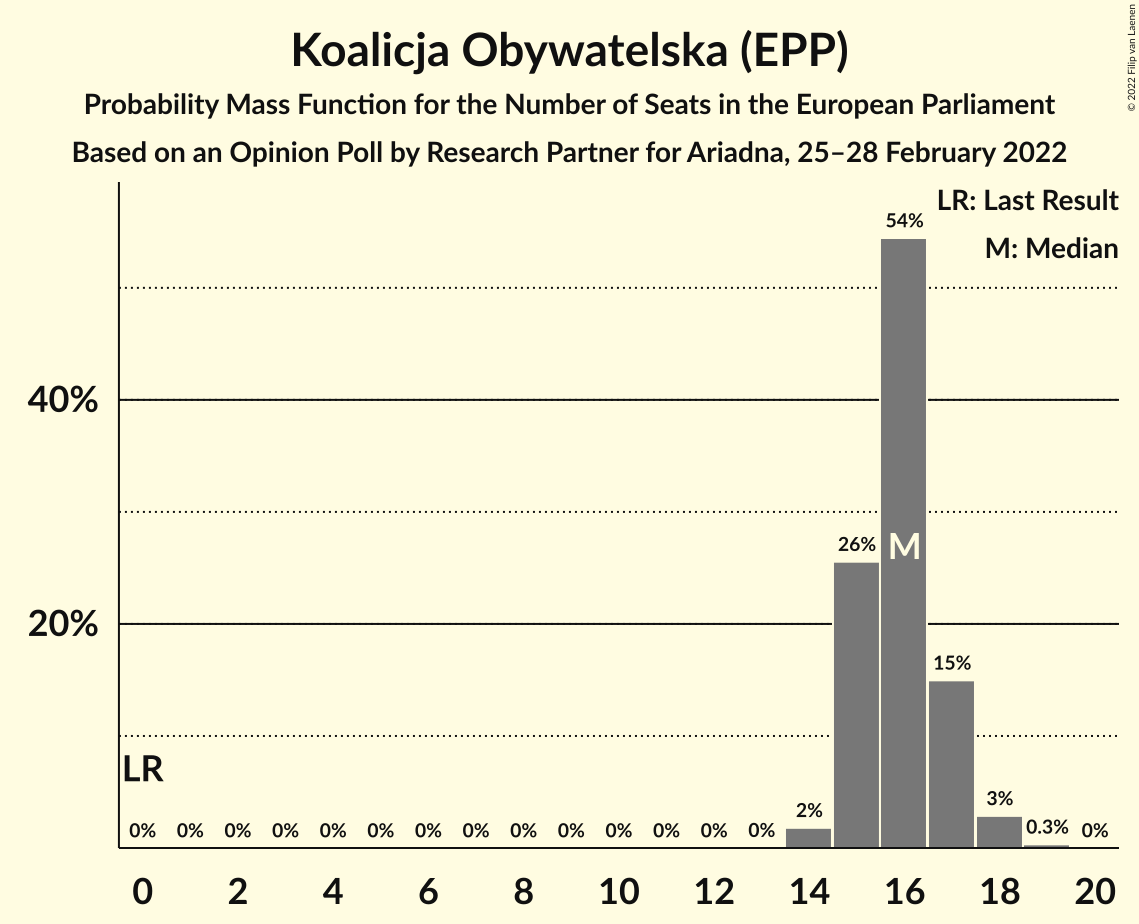 Koalicja Obywatelska (EPP)
Probability Mass Function for the Number of Seats in the European Parliament
Based on an Opinion Poll by Research Partner for Ariadna, 25–28 February 2022
© 2022 Filip van Laenen
LR: Last Result
M: Median
54%
40%
26%
M
20%
15%
LR
0% 0% 0% 0% 0% 0% 0% 0% 0% 0% 0% 0% 0% 0% 2% 3% 0.3% 0%
0 2 4 6 8 10 12 14 16 18 20